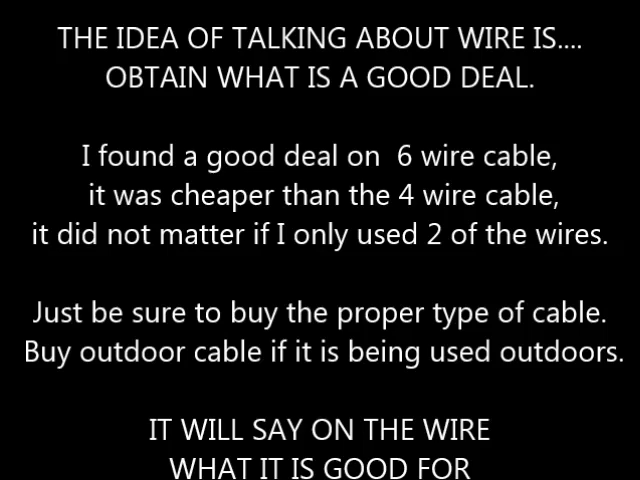 THE IDEA OF TALKING ABOUT WIRE IS....
OBTAIN WHAT IS A GOOD DEAL.
I found a good deal on  6 wire cable,
it was cheaper than the 4 wire cable,
it did not matter if I only used 2 of the wires.
Just be sure to buy the proper type of cable.
Buy outdoor cable if it is being used outdoors.
IT WILL SAY ON THE WIRE
WHAT IT IS GOOD FOR